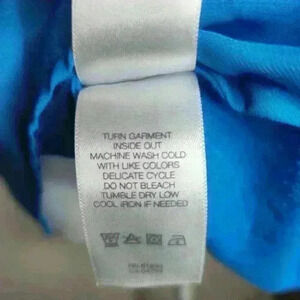 TURN GARMENT
INSIDE OUT
MACHINE WASH COLD
WITH LIKE COLORS
DELICATE CYCLE
DO NOT BLEACH
TUMBLE DRY LOW
COOL IRON IF NEEDED